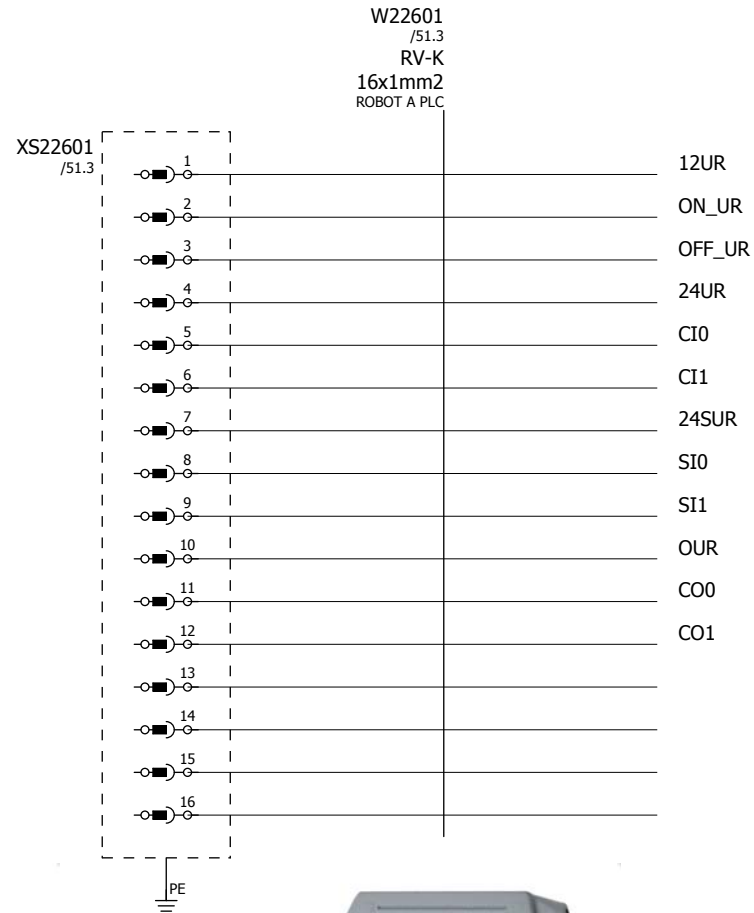 W22601
/51.3
RV-K
16x1mm2
ROBOT A PLC
XS22601
/51.3
1 12UR
2 ON_UR
3 OFF_UR
4 24UR
5 CI0
6 CI1
7 24SUR
8 SI0
9 SI1
10 OUR
11 CO0
12 CO1
13
14
15
16
PE